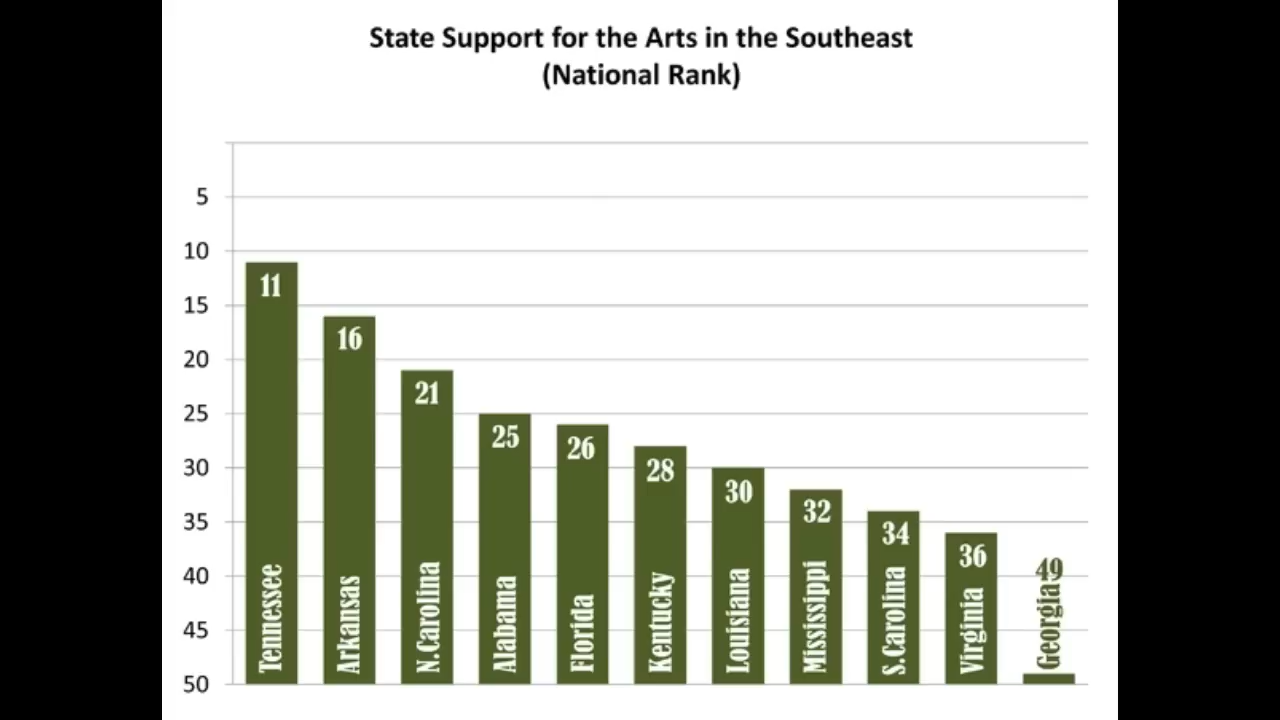 State Support for the Arts in the Southeast
(National Rank)
5
10
15
20
25
30
35
40
45
50
11
16
21
25
26
28
30
32
34
36
49
Tennessee
Arkansas
N.Carolina
Alabama
Florida
Kentucky
Louisiana
Mississippi
S.Carolina
Virginia
Georgia